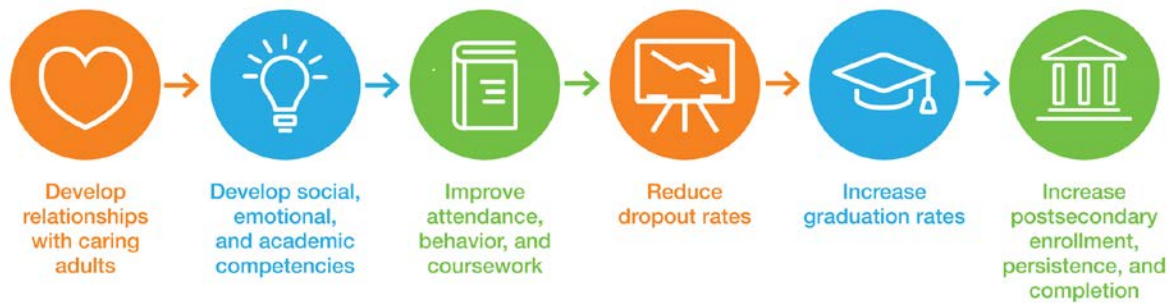 Develop
relationships
with caring
adults
Develop social,
emotional,
and academic
competencies
Improve
attendance,
behavior, and
coursework
Reduce
dropout rates
Increase
graduation rates
Increase
postsecondary
enrollment,
persistence, and
completion